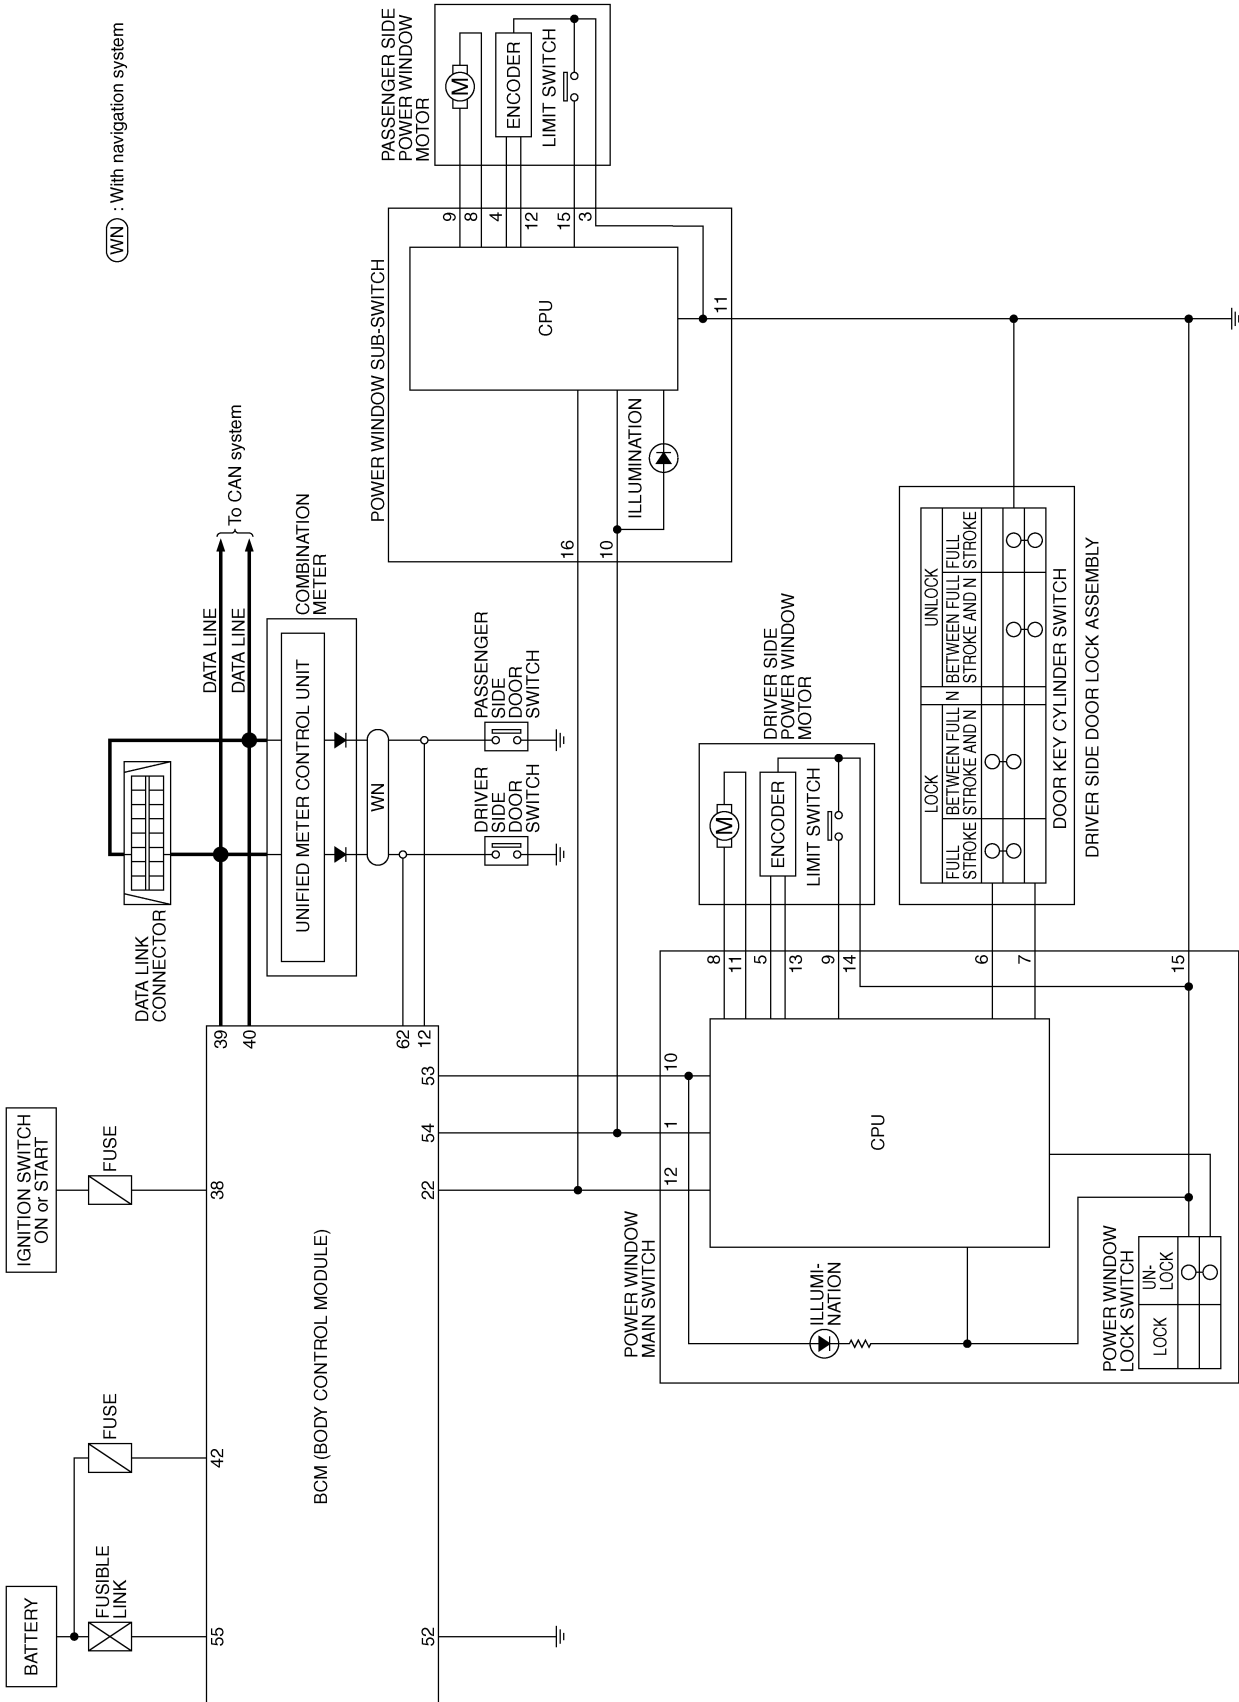 BATTERY
FUSIBLE
LINK
FUSE
IGNITION SWITCH
ON or START
FUSE
55
42
38
BCM (BODY CONTROL MODULE)
39
40
62
12
53
54
22
52
DATA LINK
CONNECTOR
DATA LINE
DATA LINE
To CAN system
WN : With navigation system
COMBINATION
METER
UNIFIED METER CONTROL UNIT
WN
DRIVER
SIDE
DOOR
SWITCH
PASSENGER
SIDE
DOOR
SWITCH
POWER WINDOW SUB-SWITCH
CPU
ILLUMINATION
16
10
9
8
4
12
15
3
11
PASSENGER SIDE
POWER WINDOW
MOTOR
M
ENCODER
LIMIT SWITCH
POWER WINDOW
MAIN SWITCH
12
1
10
CPU
ILLUMI-
NATION
8
11
5
13
9
14
6
7
15
POWER WINDOW
LOCK SWITCH
LOCK
UN-
LOCK
DRIVER SIDE
POWER WINDOW
MOTOR
M
ENCODER
LIMIT SWITCH
LOCK
N
UNLOCK
FULL
STROKE
BETWEEN FULL
STROKE AND N
BETWEEN FULL
STROKE AND N
FULL
STROKE
DOOR KEY CYLINDER SWITCH
DRIVER SIDE DOOR LOCK ASSEMBLY